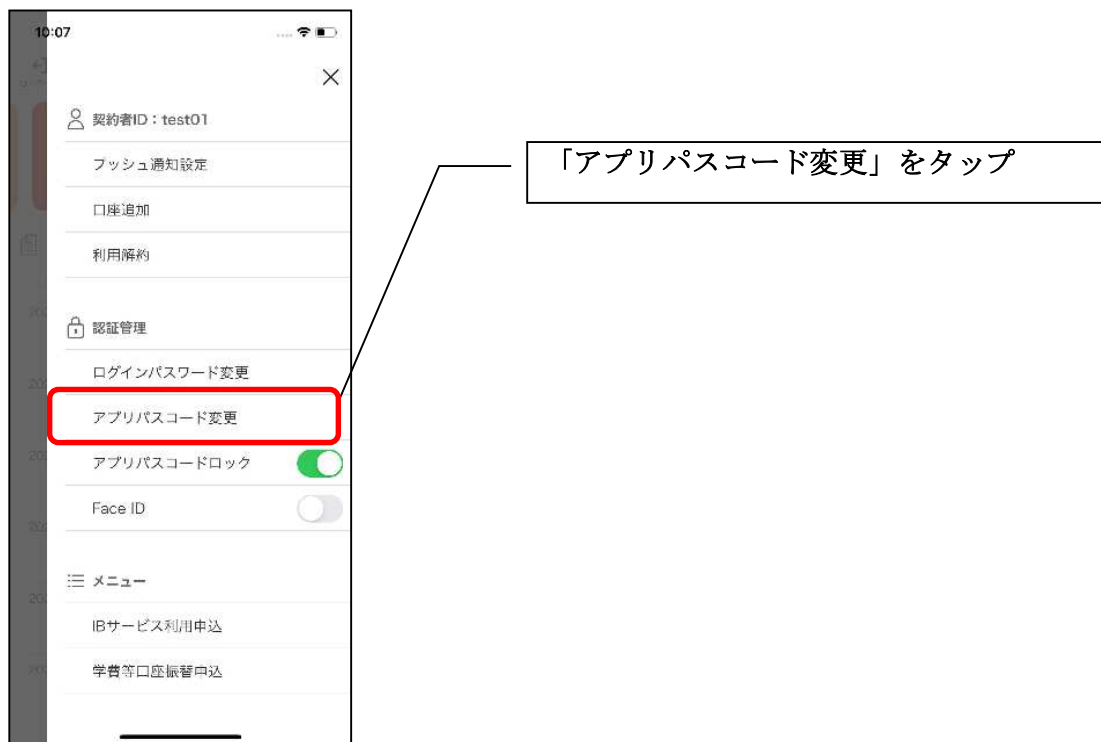 10:07
契約者ID：test01
プッシュ通知設定
口座追加
利用解約
認証管理
ログインパスワード変更
アプリパスコード変更
アプリパスコードロック
Face ID
メニュー
IBサービス利用申込
学費等口座振替申込
「アプリパスコード変更」をタップ